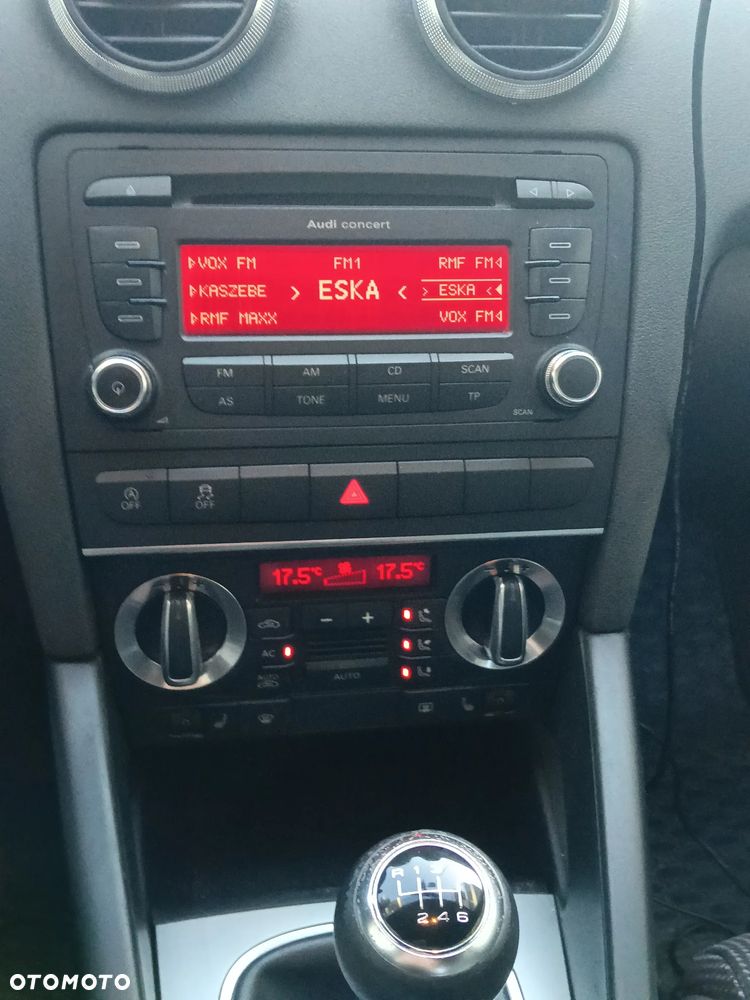 Audi concert
VOX FM FM1 RMF FM
KASZEBE > ESKA < > ESKA <
RMF MAXX VOX FM
FM AM CD SCAN
AS TONE MENU TP
SCAN
OFF OFF
17.5°C 17.5°C
AC
AUTO AUTO
R 1 3 5
2 4 6
OTOMOTO